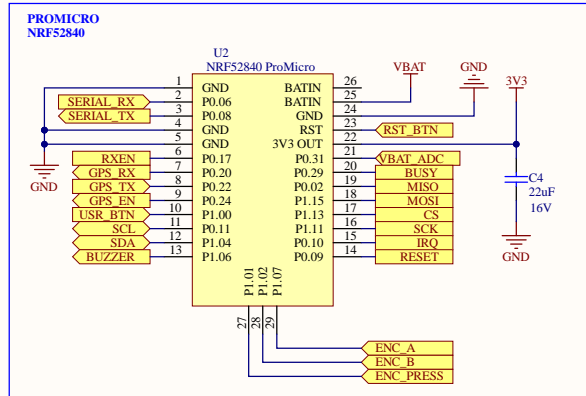 PROMICRO
NRF52840
U2
NRF52840 ProMicro
VBAT
GND
3V3
1 GND BATIN 26
SERIAL_RX 2 P0.06 BATIN 25
SERIAL_TX 3 P0.08 GND 24
4 GND RST 23 RST_BTN
5 GND 3V3 OUT 22
RXEN 6 P0.17 P0.31 21 VBAT_ADC
GPS_RX 7 P0.20 P0.29 20 BUSY
GPS_TX 8 P0.22 P0.02 19 MISO
GPS_EN 9 P0.24 P1.15 18 MOSI
USR_BTN 10 P1.00 P1.13 17 CS
SCL 11 P0.11 P1.11 16 SCK
SDA 12 P1.04 P0.10 15 IRQ
BUZZER 13 P1.06 P0.09 14 RESET
GND
C4
22uF
16V
GND
P1.01
P1.02
P1.07
27
28
29
ENC_A
ENC_B
ENC_PRESS